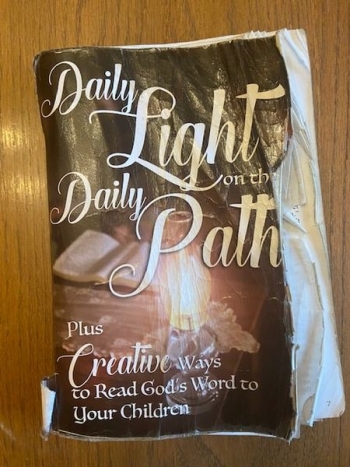 Daily
Light
on th
Daily
Path
Plus
Creative Ways
to Read God's Word to
Your Children